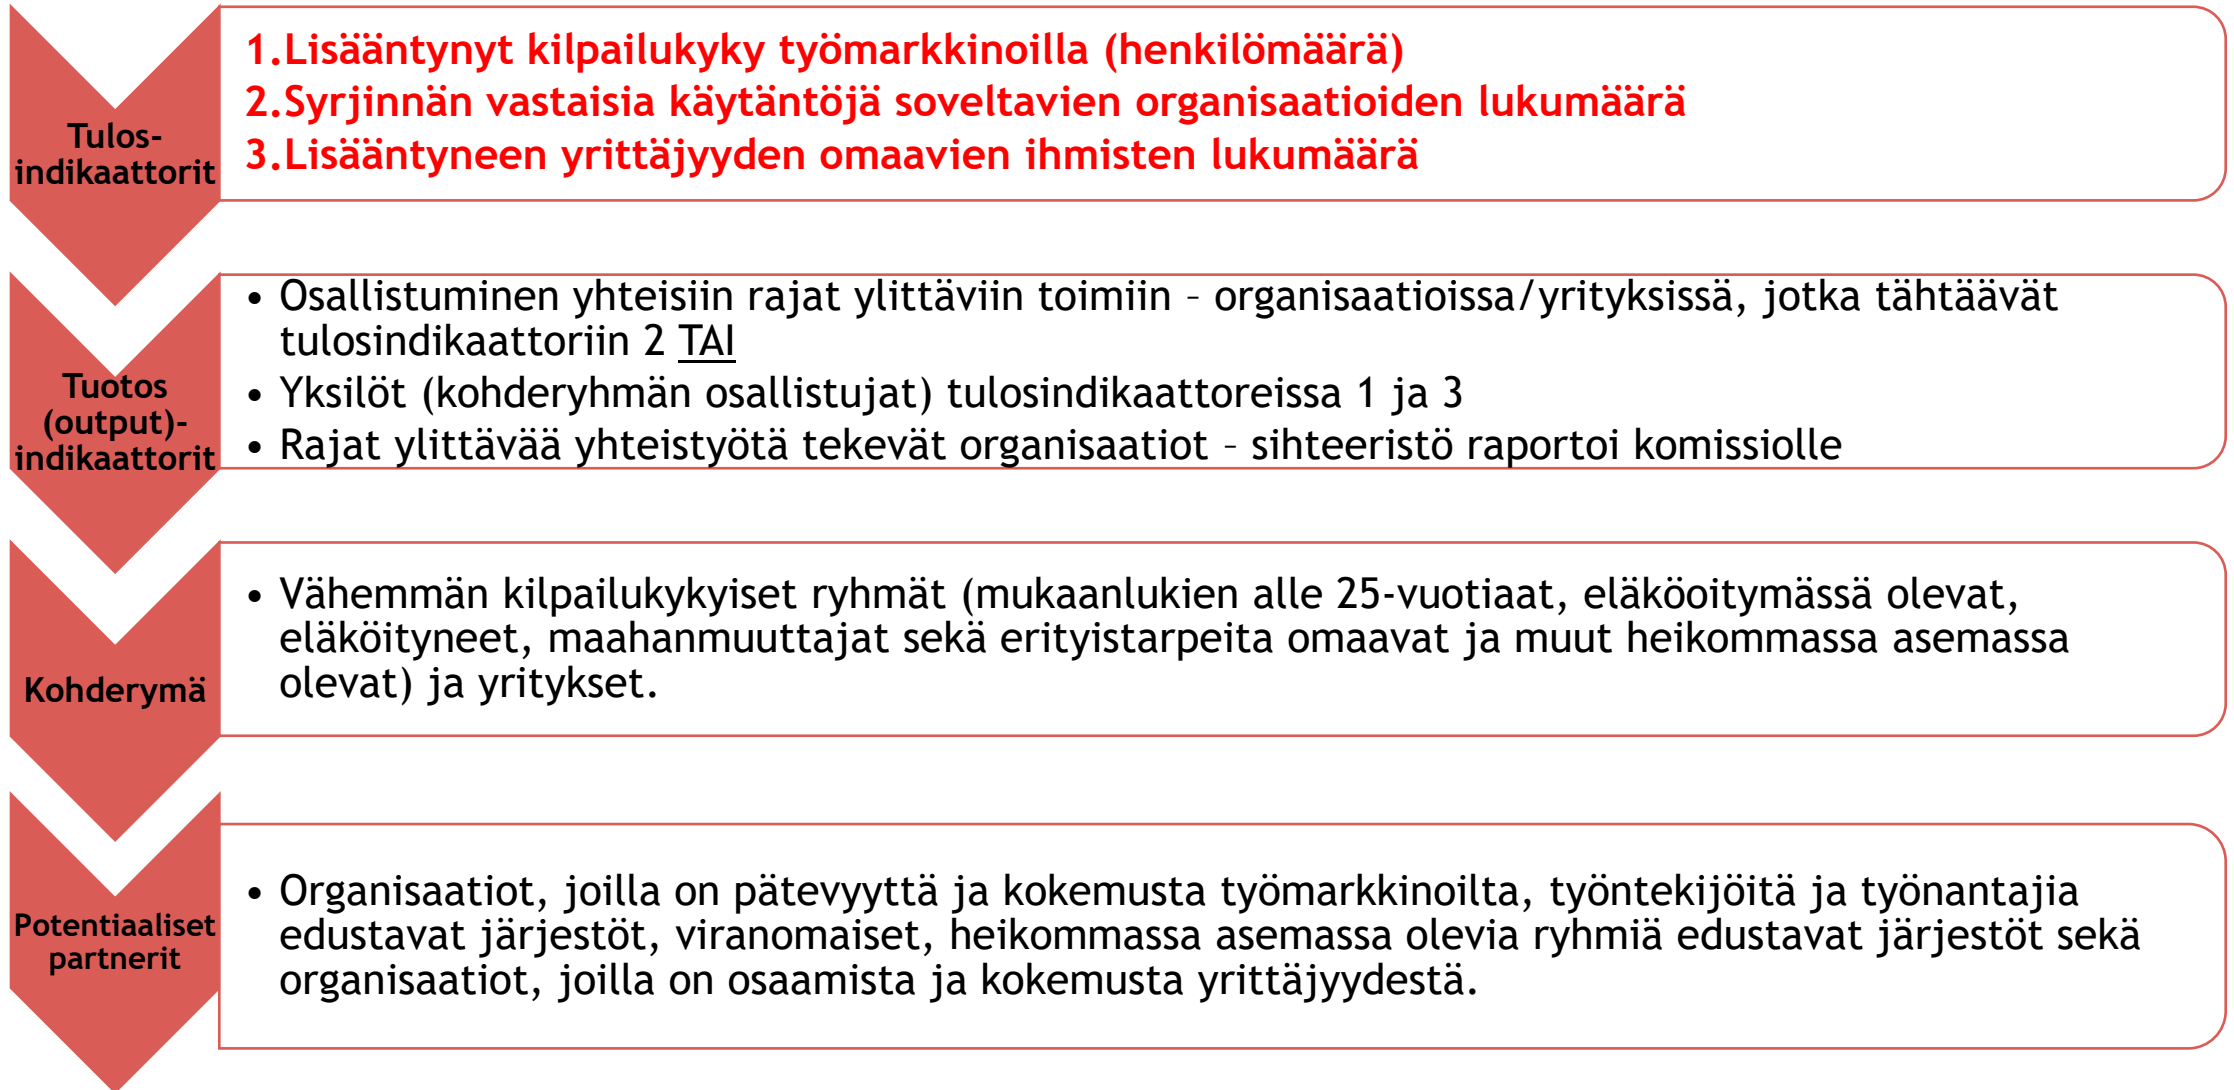 Tulos-
indikaattorit
1.Lisääntynyt kilpailukyky työmarkkinoilla (henkilömäärä)
2.Syrjinnän vastaisia käytäntöjä soveltavien organisaatioiden lukumäärä
3.Lisääntyneen yrittäjyyden omaavien ihmisten lukumäärä
Tuotos
(output)-
indikaattorit
• Osallistuminen yhteisiin rajat ylittäviin toimiin – organisaatioissa/yrityksissä, jotka tähtäävät
tulosindikaattoriin 2 TAI
• Yksilöt (kohderyhmän osallistujat) tulosindikaattoreissa 1 ja 3
• Rajat ylittävää yhteistyötä tekevät organisaatiot – sihteeristö raportoi komissiolle
Kohderymä
• Vähemmän kilpailukykyiset ryhmät (mukaanlukien alle 25-vuotiaat, eläköoitymässä olevat,
eläköityneet, maahanmuuttajat sekä erityistarpeita omaavat ja muut heikommassa asemassa
olevat) ja yritykset.
Potentiaaliset
partnerit
• Organisaatiot, joilla on pätevyyttä ja kokemusta työmarkkinoilta, työntekijöitä ja työnantajia
edustavat järjestöt, viranomaiset, heikommassa asemassa olevia ryhmiä edustavat järjestöt sekä
organisaatiot, joilla on osaamista ja kokemusta yrittäjyydestä.